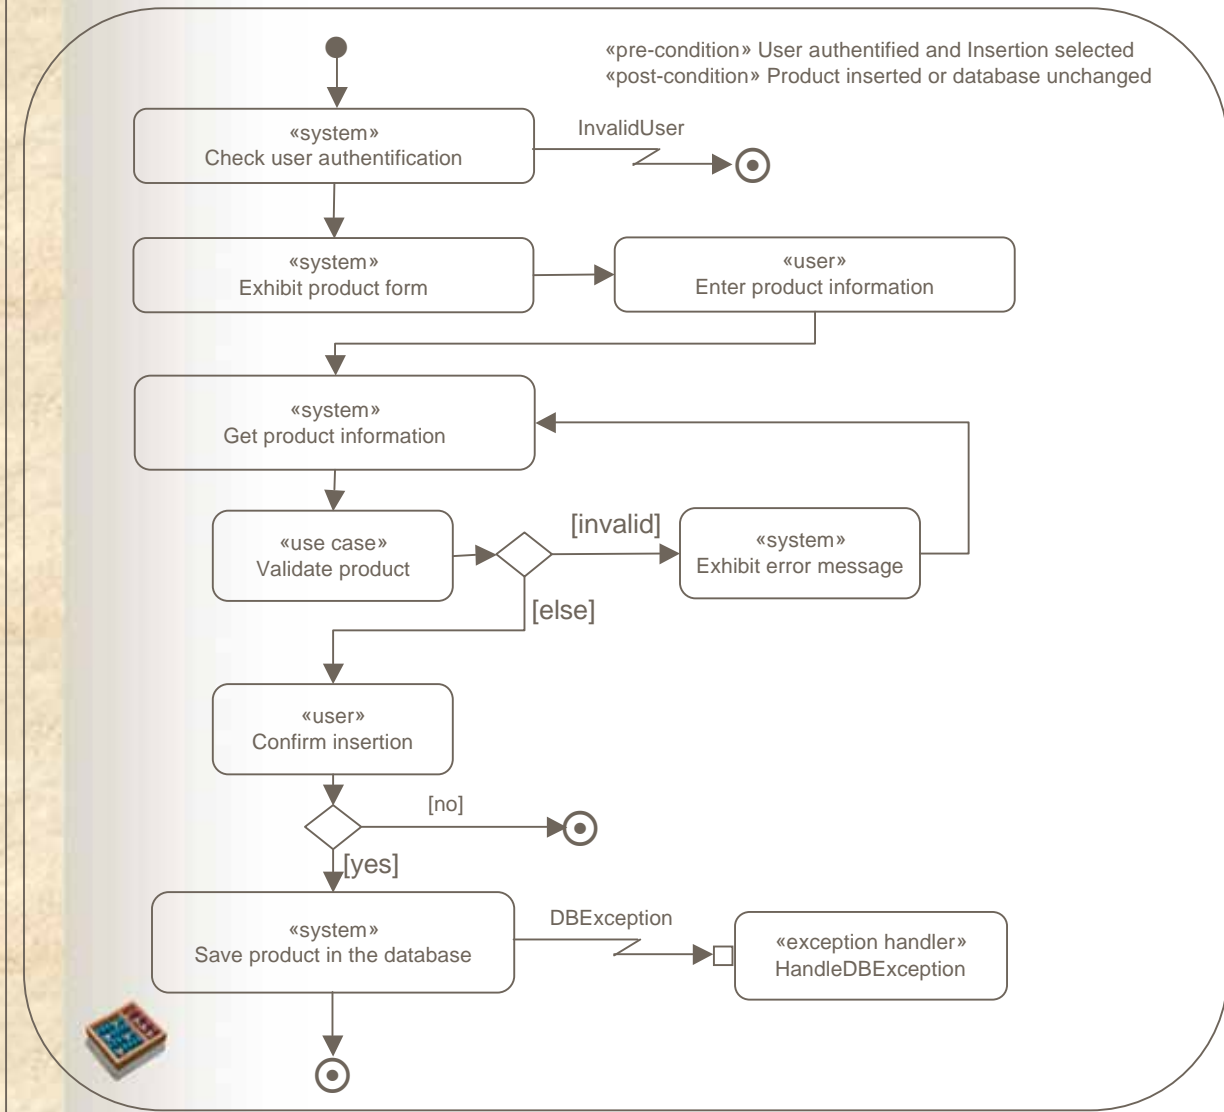 «pre-condition» User authentified and Insertion selected
«post-condition» Product inserted or database unchanged
«system»
Check user authentification
InvalidUser
«system»
Exhibit product form
«user»
Enter product information
«system»
Get product information
«use case»
Validate product
[invalid]
«system»
Exhibit error message
[else]
«user»
Confirm insertion
[no]
[yes]
«system»
Save product in the database
DBException
«exception handler»
HandleDBException